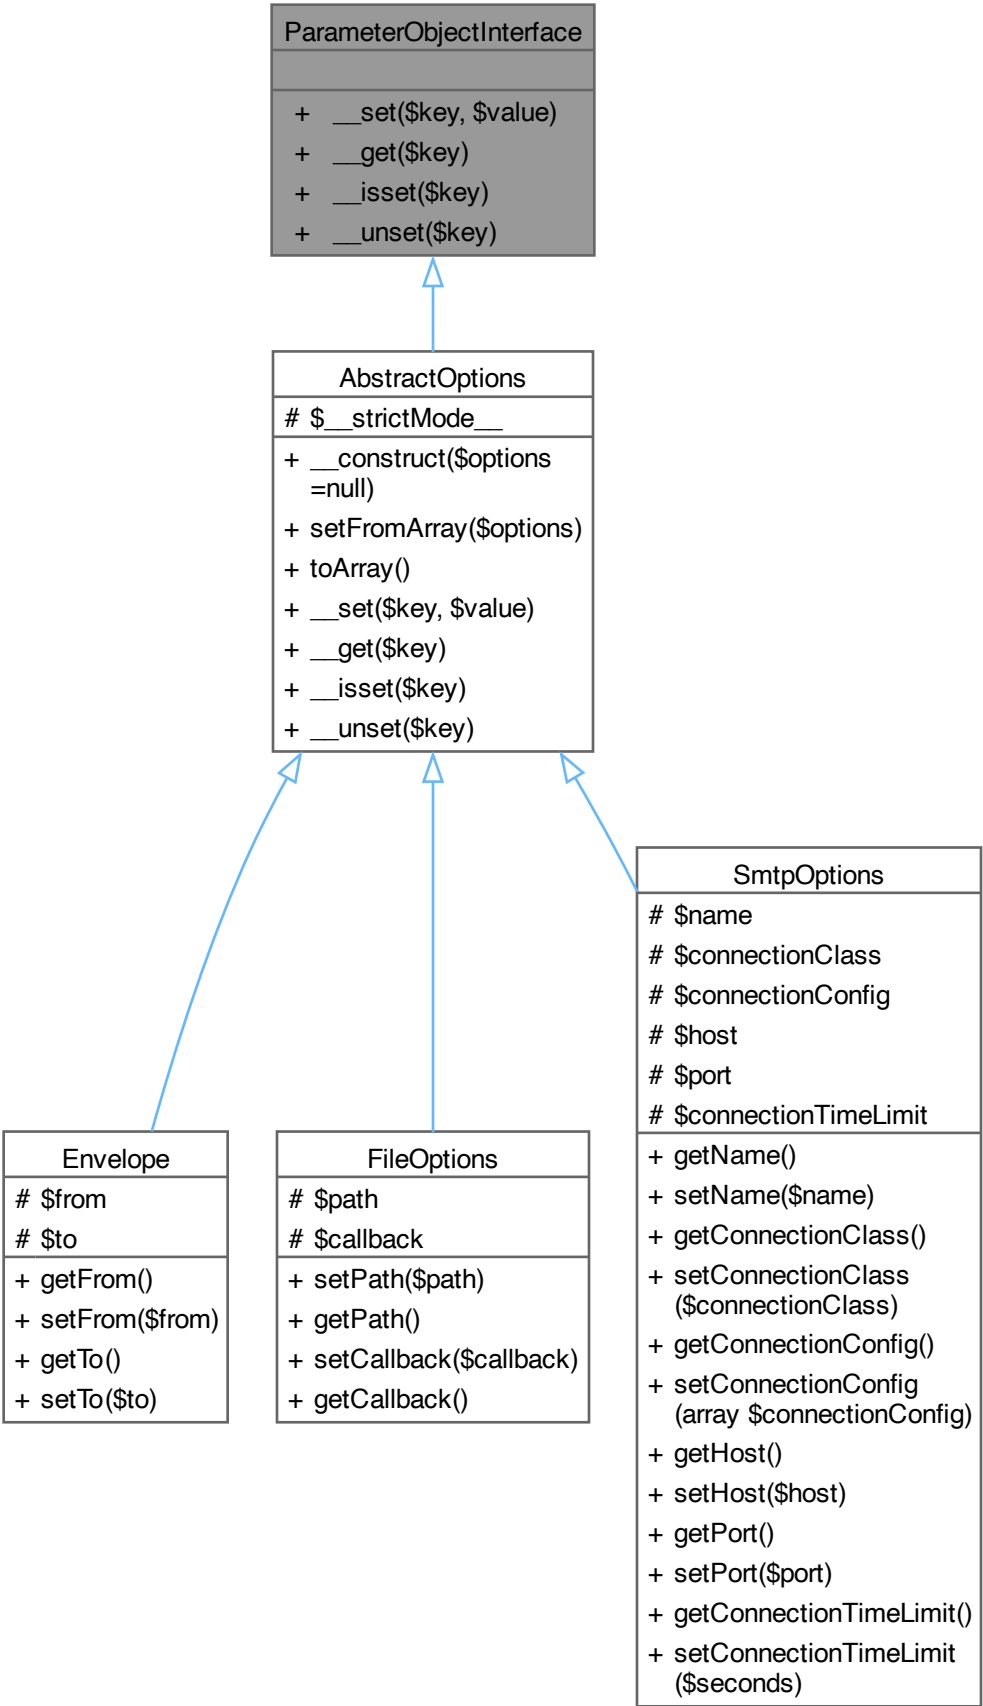 ParameterObjectInterface
+ __set($key, $value)
+ __get($key)
+ __isset($key)
+ __unset($key)
AbstractOptions
# $__strictMode__
+ __construct($options
=null)
+ setFromArray($options)
+ toArray()
+ __set($key, $value)
+ __get($key)
+ __isset($key)
+ __unset($key)
Envelope
# $from
# $to
+ getFrom()
+ setFrom($from)
+ getTo()
+ setTo($to)
FileOptions
# $path
# $callback
+ setPath($path)
+ getPath()
+ setCallback($callback)
+ getCallback()
SmtpOptions
# $name
# $connectionClass
# $connectionConfig
# $host
# $port
# $connectionTimeLimit
+ getName()
+ setName($name)
+ getConnectionClass()
+ setConnectionClass
($connectionClass)
+ getConnectionConfig()
+ setConnectionConfig
(array $connectionConfig)
+ getHost()
+ setHost($host)
+ getPort()
+ setPort($port)
+ getConnectionTimeLimit()
+ setConnectionTimeLimit
($seconds)